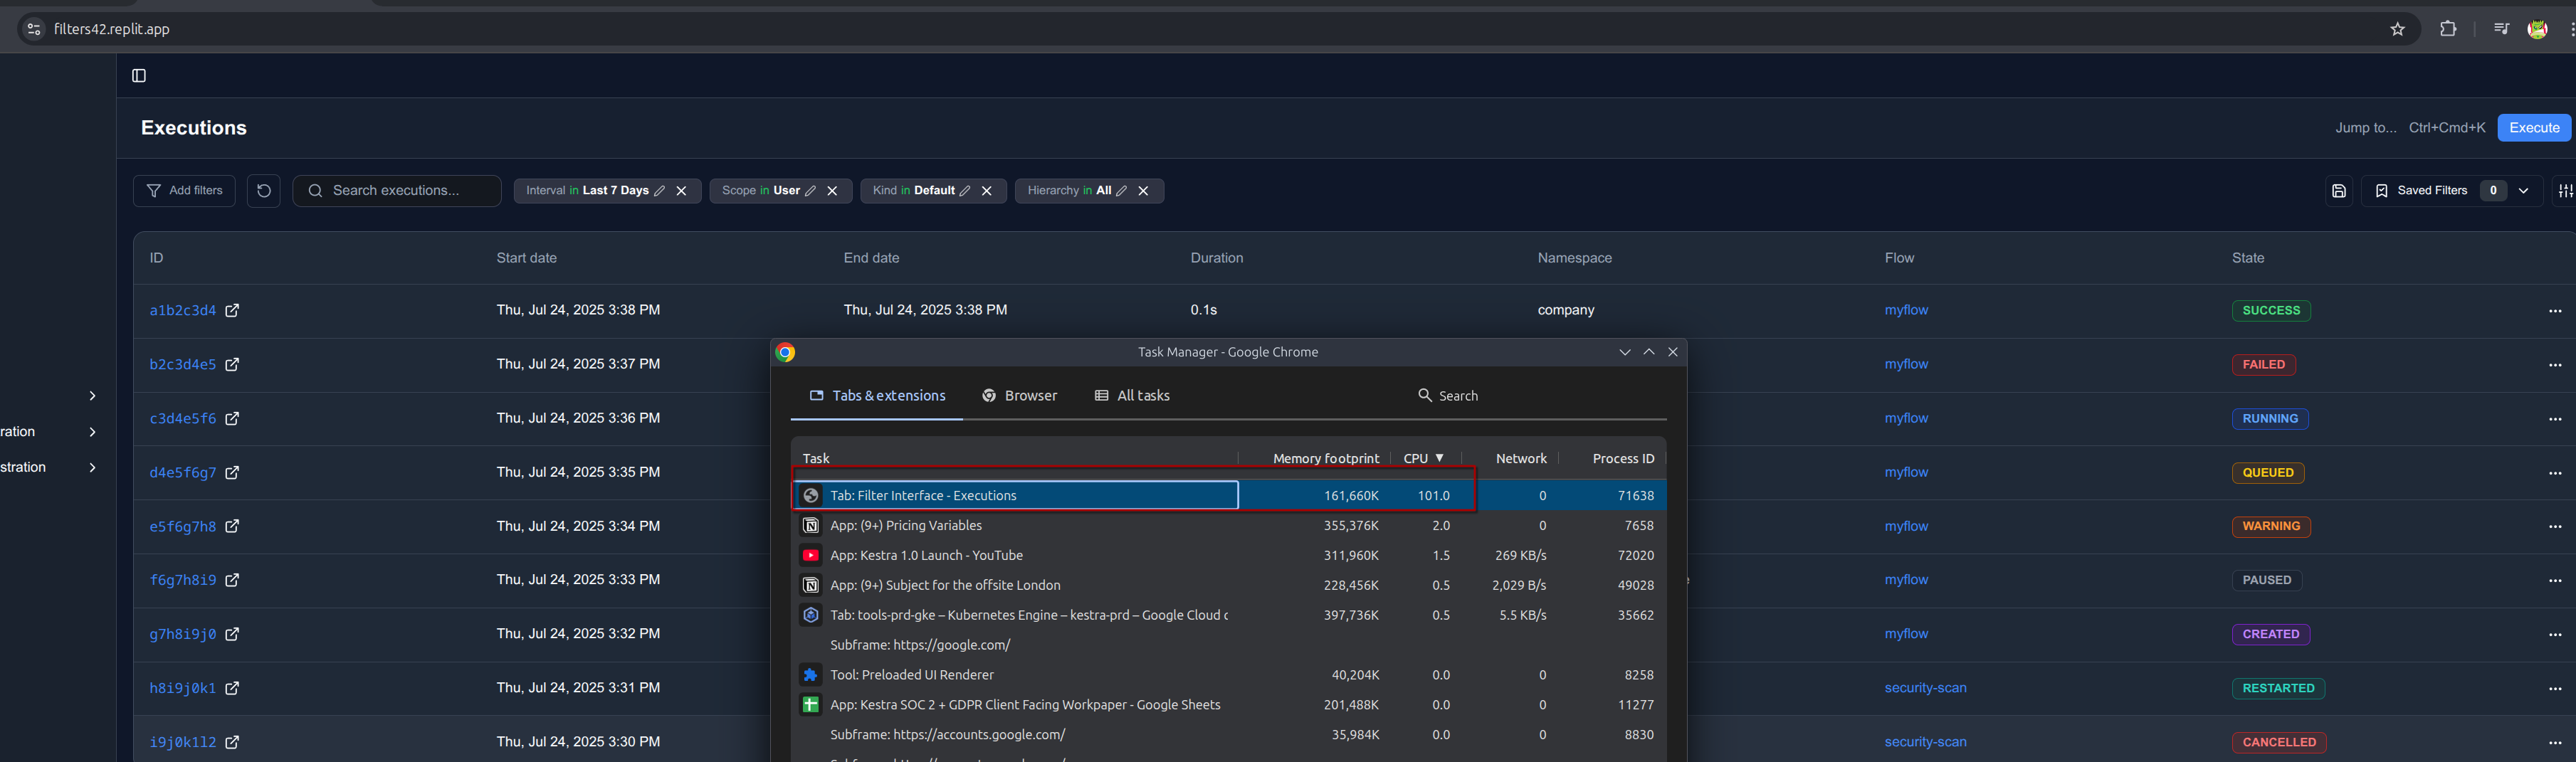 filters42.replit.app
Executions
Jump to... Ctrl+Cmd+K Execute
Add filters Search executions... Interval in Last 7 Days Scope in User Kind in Default Hierarchy in All Saved Filters 0
ID Start date End date Duration Namespace Flow State
a1b2c3d4 Thu, Jul 24, 2025 3:38 PM Thu, Jul 24, 2025 3:38 PM 0.1s company myflow SUCCESS
b2c3d4e5 Thu, Jul 24, 2025 3:37 PM myflow FAILED
c3d4e5f6 Thu, Jul 24, 2025 3:36 PM myflow RUNNING
d4e5f6g7 Thu, Jul 24, 2025 3:35 PM myflow QUEUED
e5f6g7h8 Thu, Jul 24, 2025 3:34 PM myflow WARNING
f6g7h8i9 Thu, Jul 24, 2025 3:33 PM myflow PAUSED
g7h8i9j0 Thu, Jul 24, 2025 3:32 PM myflow CREATED
h8i9j0k1 Thu, Jul 24, 2025 3:31 PM security-scan RESTARTED
i9j0k1l2 Thu, Jul 24, 2025 3:30 PM security-scan CANCELLED
ration
stration
Task Manager - Google Chrome
Tabs & extensions Browser All tasks Search
Task Memory footprint CPU ▼ Network Process ID
Tab: Filter Interface - Executions 161,660K 101.0 0 71638
App: (9+) Pricing Variables 355,376K 2.0 0 7658
App: Kestra 1.0 Launch - YouTube 311,960K 1.5 269 KB/s 72020
App: (9+) Subject for the offsite London 228,456K 0.5 2,029 B/s 49028
Tab: tools-prd-gke – Kubernetes Engine – kestra-prd – Google Cloud c 397,736K 0.5 5.5 KB/s 35662
Subframe: https://google.com/
Tool: Preloaded UI Renderer 40,204K 0.0 0 8258
App: Kestra SOC 2 + GDPR Client Facing Workpaper - Google Sheets 201,488K 0.0 0 11277
Subframe: https://accounts.google.com/ 35,984K 0.0 0 8830